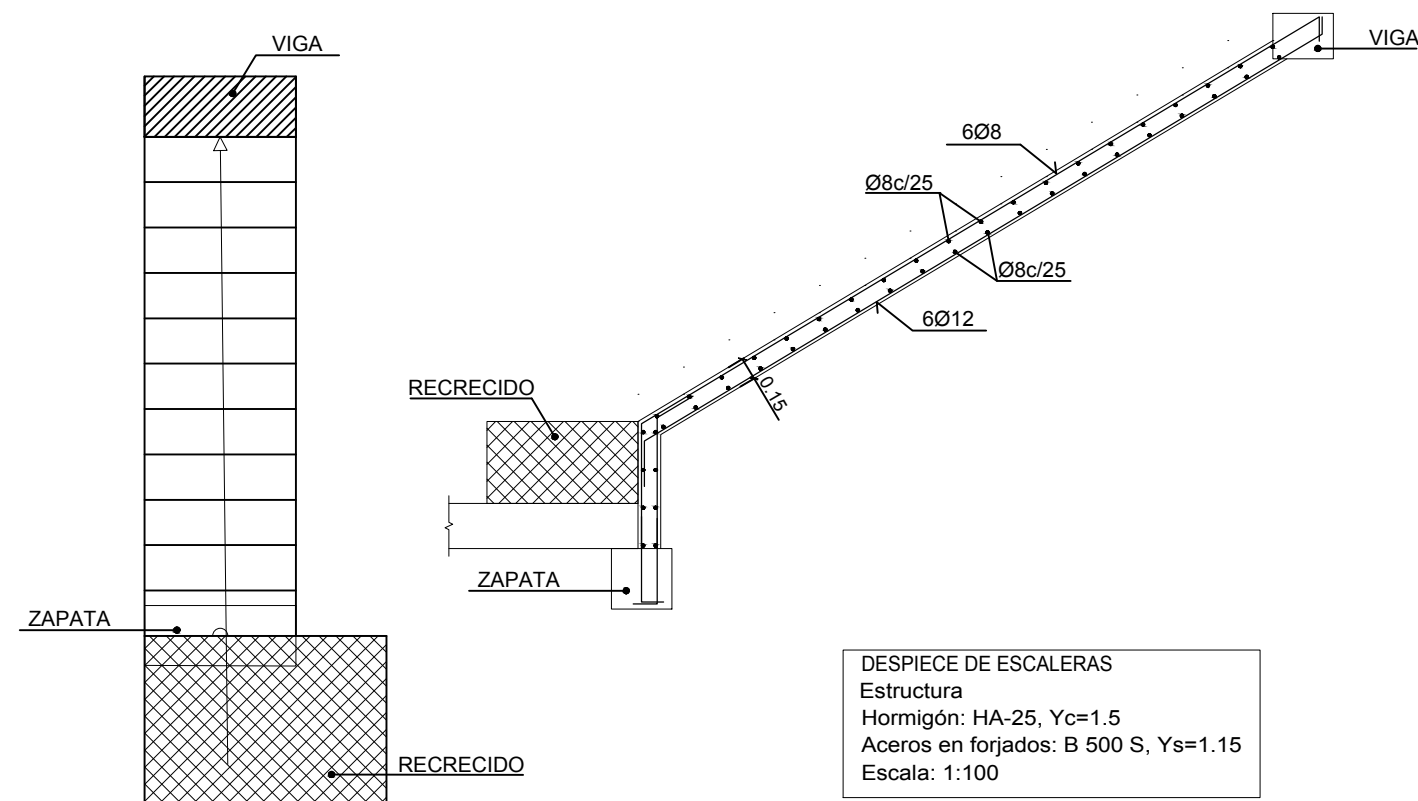 VIGA
VIGA
6Ø8
Ø8c/25
Ø8c/25
6Ø12
0.15
RECRECIDO
ZAPATA
ZAPATA
RECRECIDO
DESPIECE DE ESCALERAS
Estructura
Hormigón: HA-25, Yc=1.5
Aceros en forjados: B 500 S, Ys=1.15
Escala: 1:100